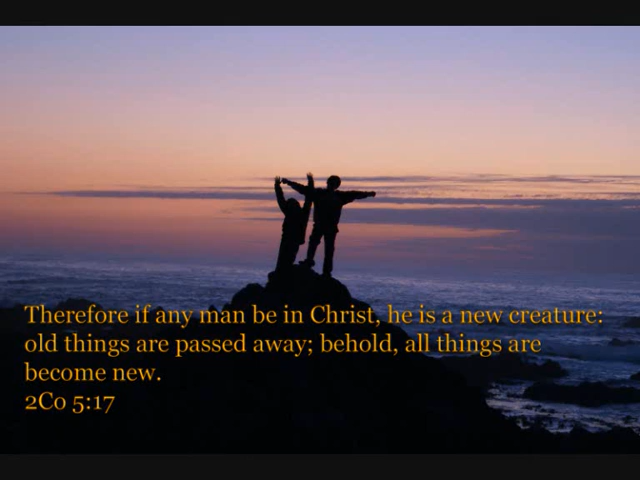 Therefore if any man be in Christ, he is a new creature:
old things are passed away; behold, all things are
become new.
2Co 5:17